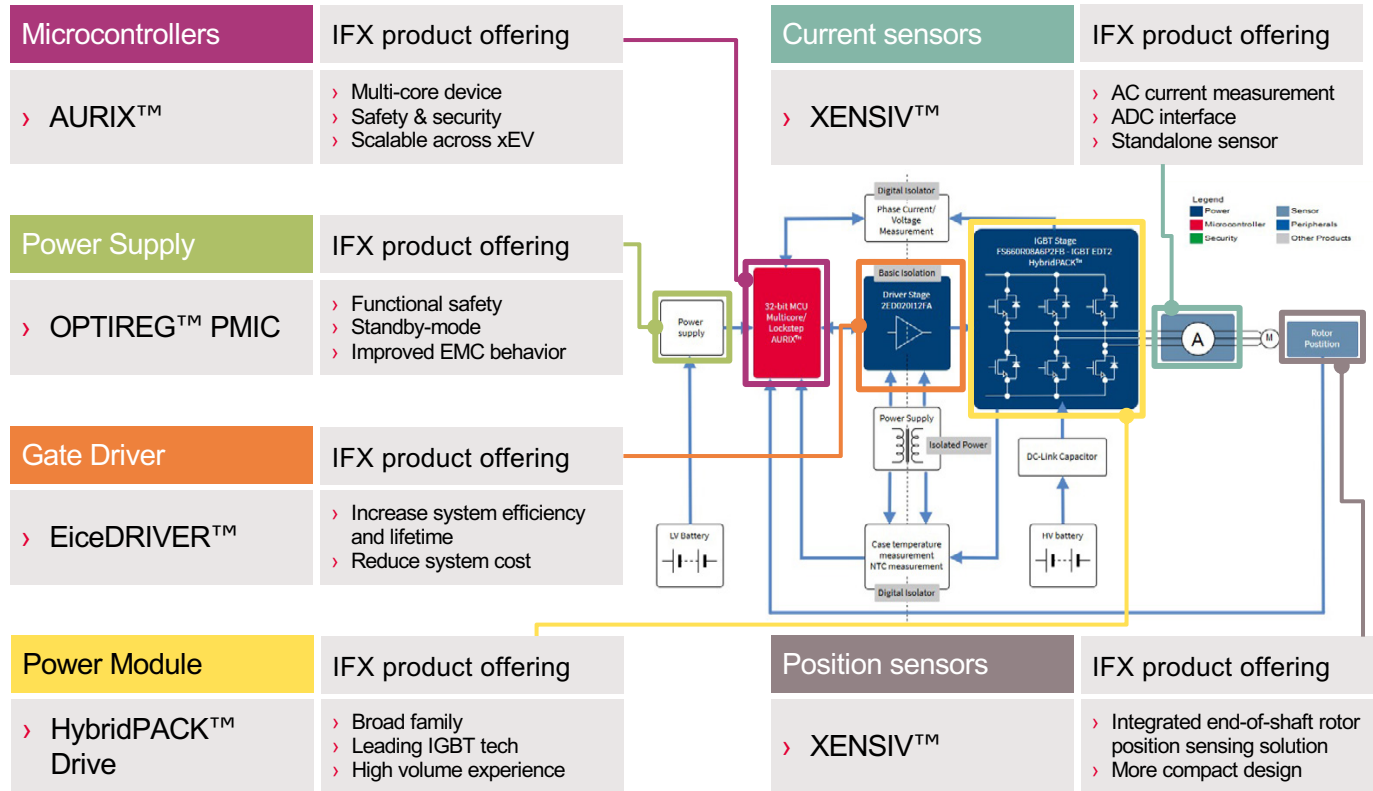 Microcontrollers
IFX product offering
› AURIX™
› Multi-core device
› Safety & security
› Scalable across xEV
Current sensors
IFX product offering
› XENSIV™
› AC current measurement
› ADC interface
› Standalone sensor
Power Supply
IFX product offering
› OPTIREG™ PMIC
› Functional safety
› Standby-mode
› Improved EMC behavior
Gate Driver
IFX product offering
› EiceDRIVER™
› Increase system efficiency
and lifetime
› Reduce system cost
Legend
Power
Sensor
Microcontroller
Peripherals
Security
Other Products
Digital Isolator
Phase Current/
Voltage
Measurement
Power
supply
32-bit MCU
Multicore/
Lockstep
AURIX™
Basic Isolation
Driver Stage
2ED020I12FA
IGBT Stage
FS660R08A6P2FB - IGBT EDT2
HybridPACK™
A
M
Rotor
Postition
Power Supply
Isolated Power
DC-Link Capacitor
LV Battery
Case temperature
measurement
NTC measurement
Digital Isolator
HV battery
Power Module
IFX product offering
› HybridPACK™
Drive
› Broad family
› Leading IGBT tech
› High volume experience
Position sensors
IFX product offering
› XENSIV™
› Integrated end-of-shaft rotor
position sensing solution
› More compact design